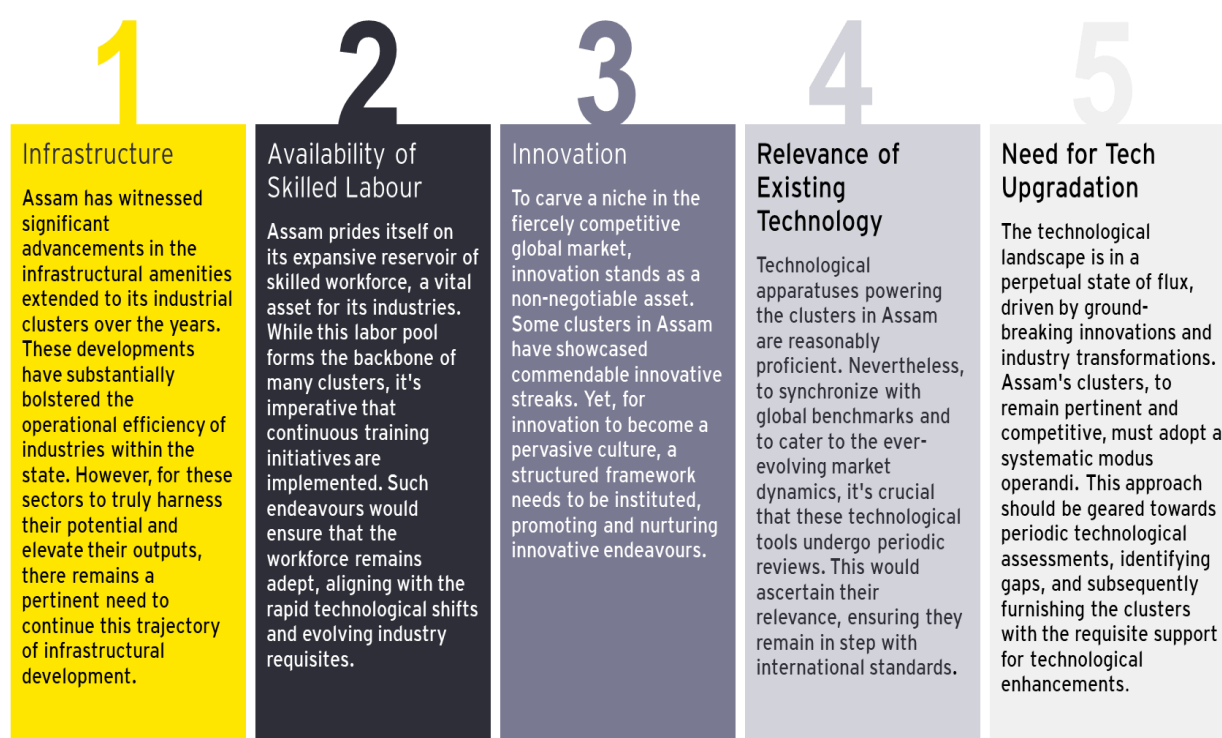 1
Infrastructure
Assam has witnessed
significant
advancements in the
infrastructural amenities
extended to its industrial
clusters over the years.
These developments
have substantially
bolstered the
operational efficiency of
industries within the
state. However, for these
sectors to truly harness
their potential and
elevate their outputs,
there remains a
pertinent need to
continue this trajectory
of infrastructural
development.
2
Availability of
Skilled Labour
Assam prides itself on
its expansive reservoir of
skilled workforce, a vital
asset for its industries.
While this labor pool
forms the backbone of
many clusters, it's
imperative that
continuous training
initiatives are
implemented. Such
endeavours would
ensure that the
workforce remains
adept, aligning with the
rapid technological shifts
and evolving industry
requisites.
3
Innovation
To carve a niche in the
fiercely competitive
global market,
innovation stands as a
non-negotiable asset.
Some clusters in Assam
have showcased
commendable innovative
streaks. Yet, for
innovation to become a
pervasive culture, a
structured framework
needs to be instituted,
promoting and nurturing
innovative endeavours.
4
Relevance of
Existing
Technology
Technological
apparatuses powering
the clusters in Assam
are reasonably
proficient. Nevertheless,
to synchronize with
global benchmarks and
to cater to the ever-
evolving market
dynamics, it's crucial
that these technological
tools undergo periodic
reviews. This would
ascertain their
relevance, ensuring they
remain in step with
international standards.
5
Need for Tech
Upgradation
The technological
landscape is in a
perpetual state of flux,
driven by ground-
breaking innovations and
industry transformations.
Assam's clusters, to
remain pertinent and
competitive, must adopt a
systematic modus
operandi. This approach
should be geared towards
periodic technological
assessments, identifying
gaps, and subsequently
furnishing the clusters
with the requisite support
for technological
enhancements.